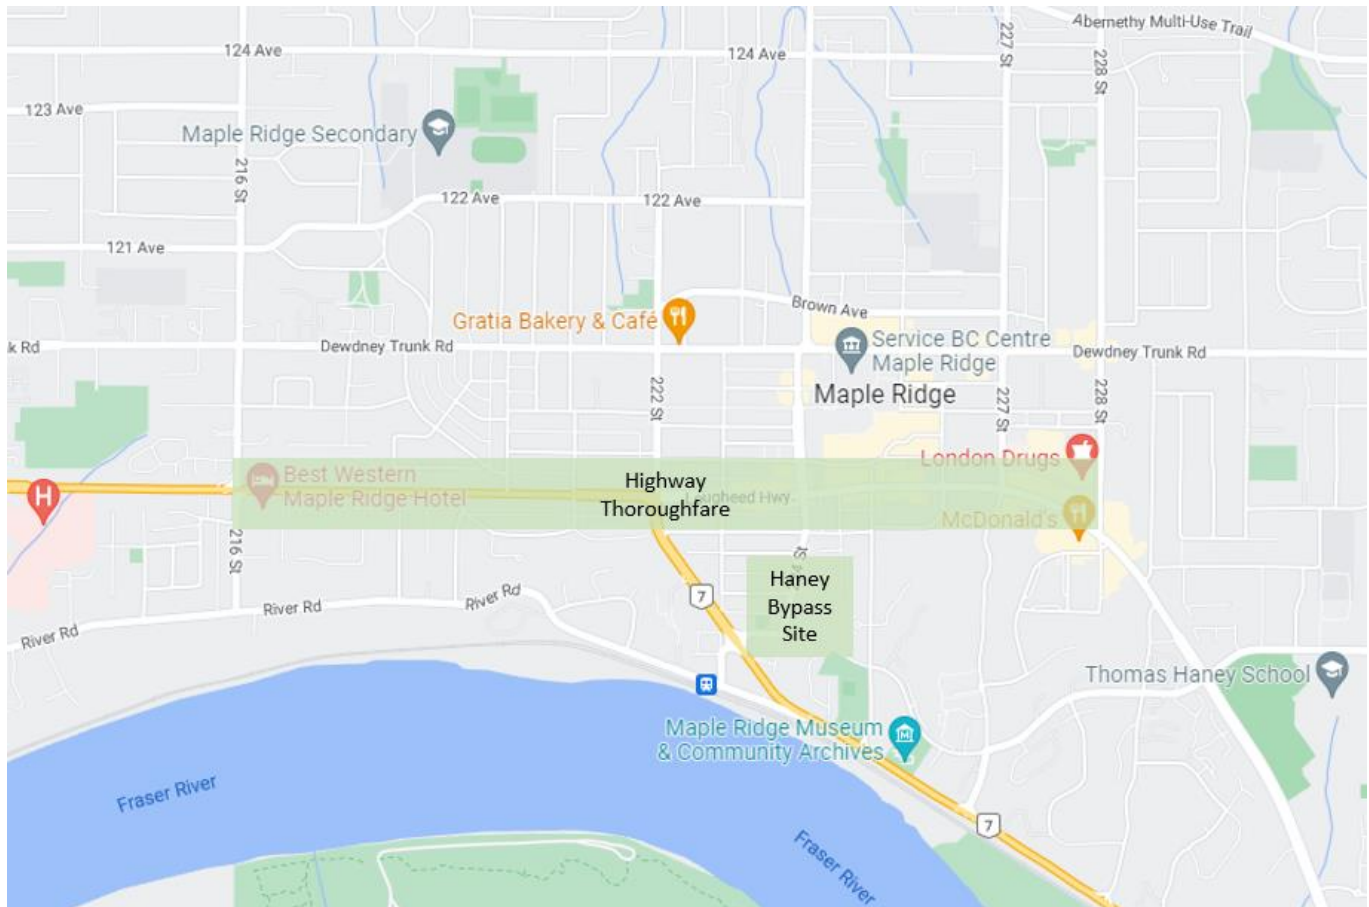 Abernethy Multi-Use Trail
124 Ave
124 Ave
227 St
228 St
123 Ave
Maple Ridge Secondary
216 St
122 Ave
122 Ave
121 Ave
Brown Ave
Gratia Bakery & Café
Service BC Centre
Maple Ridge
k Rd
Dewdney Trunk Rd
Dewdney Trunk Rd
Maple Ridge
222 St
227 St
228 St
London Drugs
Best Western
Maple Ridge Hotel
H
Highway
Thoroughfare
Lougheed Hwy
McDonald's
216 St
Haney
Bypass
Site
7
River Rd
River Rd
River Rd
Thomas Haney School
Maple Ridge Museum
& Community Archives
M
Fraser River
7
Fraser River